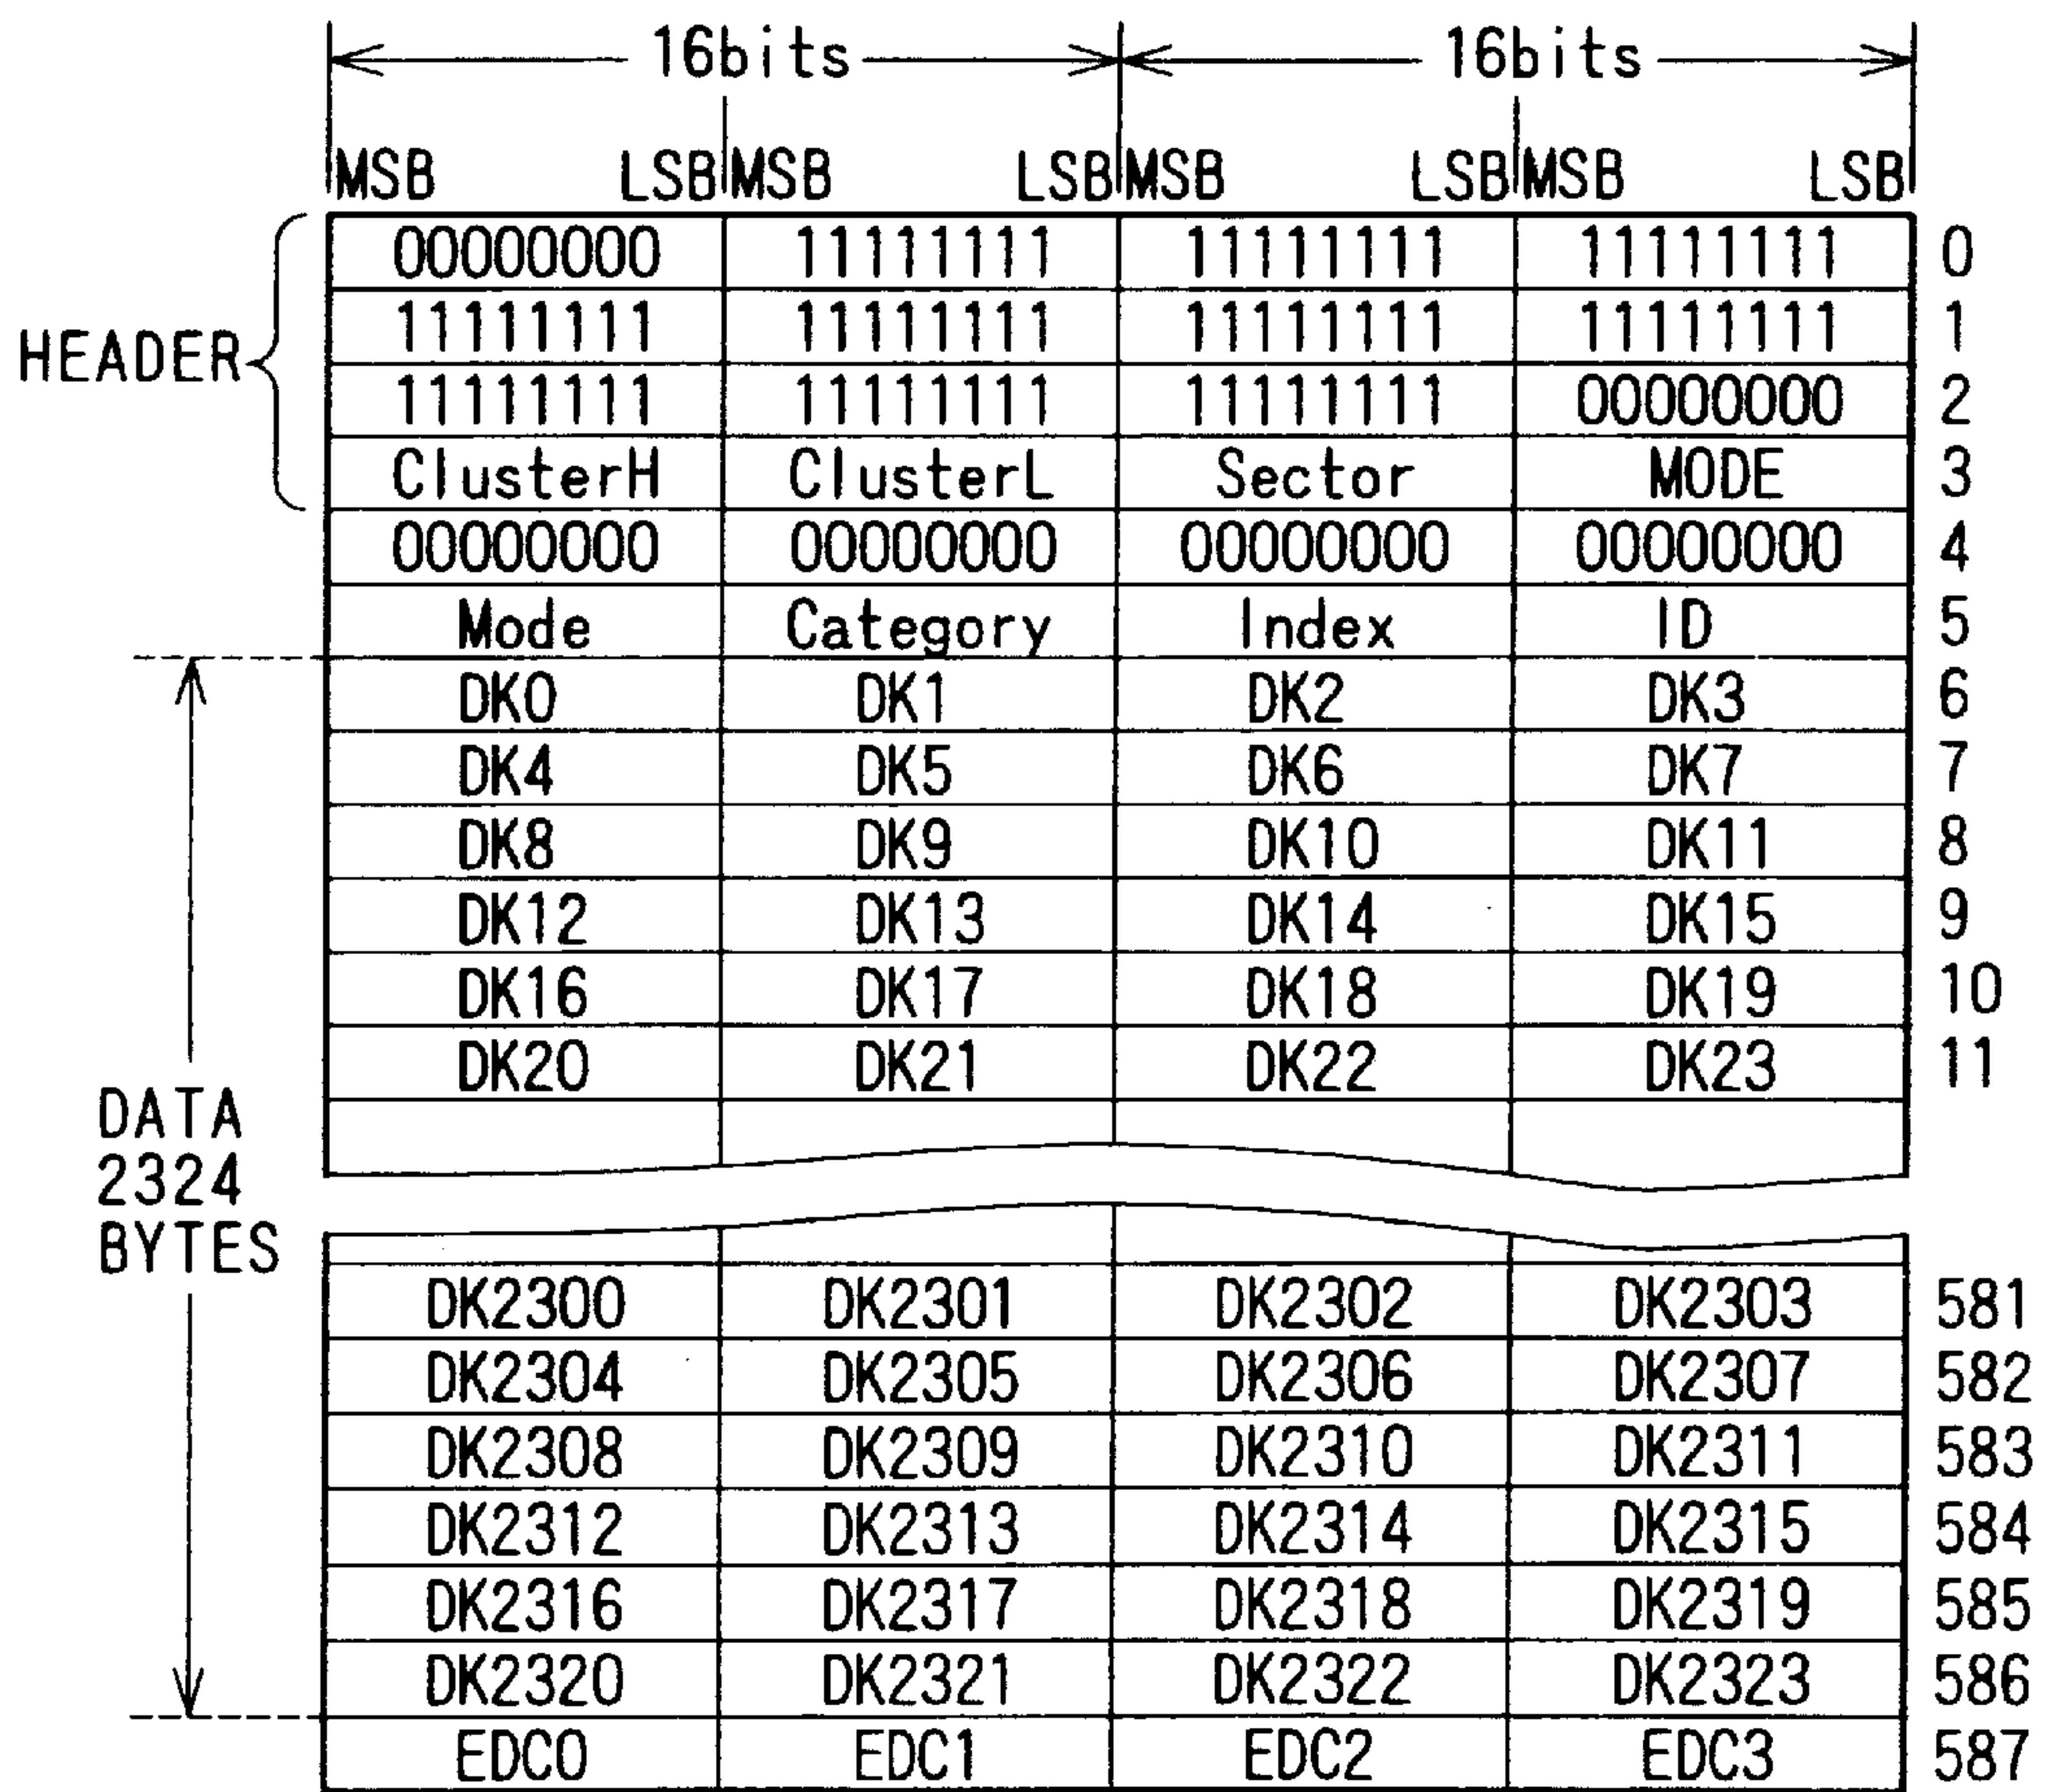 16bits 16bits
MSB LSB MSB LSB MSB LSB MSB LSB
00000000 11111111 11111111 11111111 0
11111111 11111111 11111111 11111111 1
HEADER
11111111 11111111 11111111 00000000 2
ClusterH ClusterL Sector MODE 3
00000000 00000000 00000000 00000000 4
Mode Category Index ID 5
DK0 DK1 DK2 DK3 6
DK4 DK5 DK6 DK7 7
DK8 DK9 DK10 DK11 8
DK12 DK13 DK14 DK15 9
DK16 DK17 DK18 DK19 10
DK20 DK21 DK22 DK23 11
DATA
2324
BYTES
DK2300 DK2301 DK2302 DK2303 581
DK2304 DK2305 DK2306 DK2307 582
DK2308 DK2309 DK2310 DK2311 583
DK2312 DK2313 DK2314 DK2315 584
DK2316 DK2317 DK2318 DK2319 585
DK2320 DK2321 DK2322 DK2323 586
EDC0 EDC1 EDC2 EDC3 587